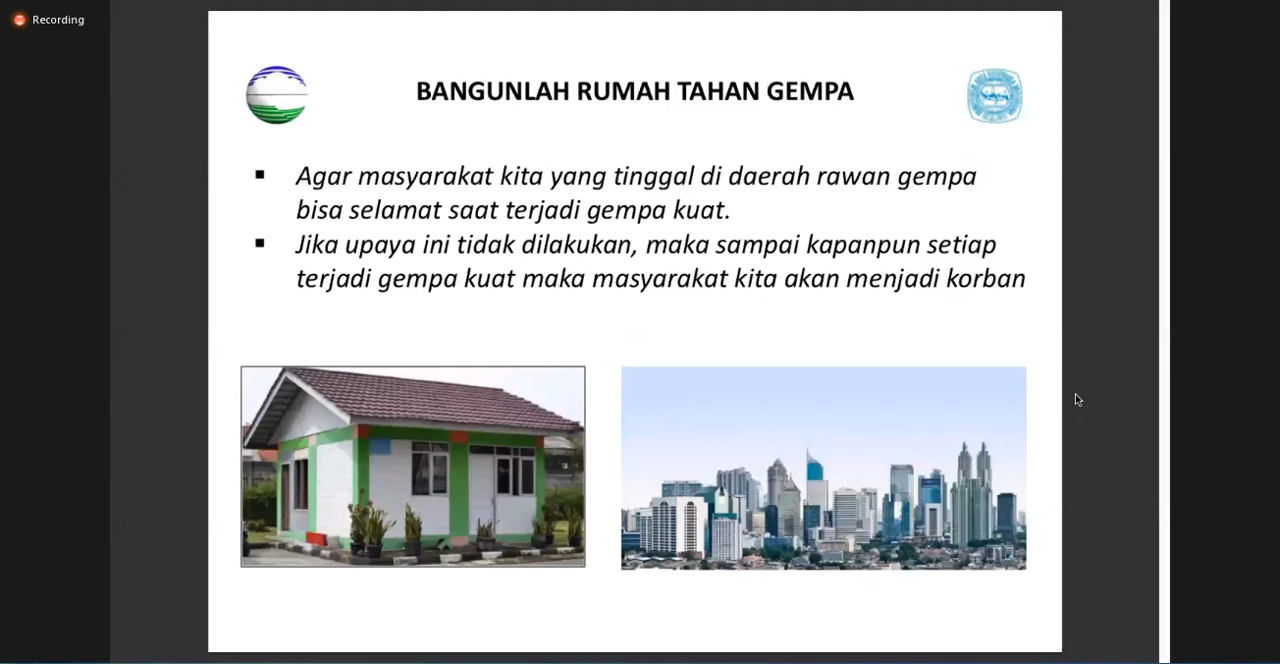 Recording
BANGUNLAH RUMAH TAHAN GEMPA
▪ Agar masyarakat kita yang tinggal di daerah rawan gempa
bisa selamat saat terjadi gempa kuat.
▪ Jika upaya ini tidak dilakukan, maka sampai kapanpun setiap
terjadi gempa kuat maka masyarakat kita akan menjadi korban